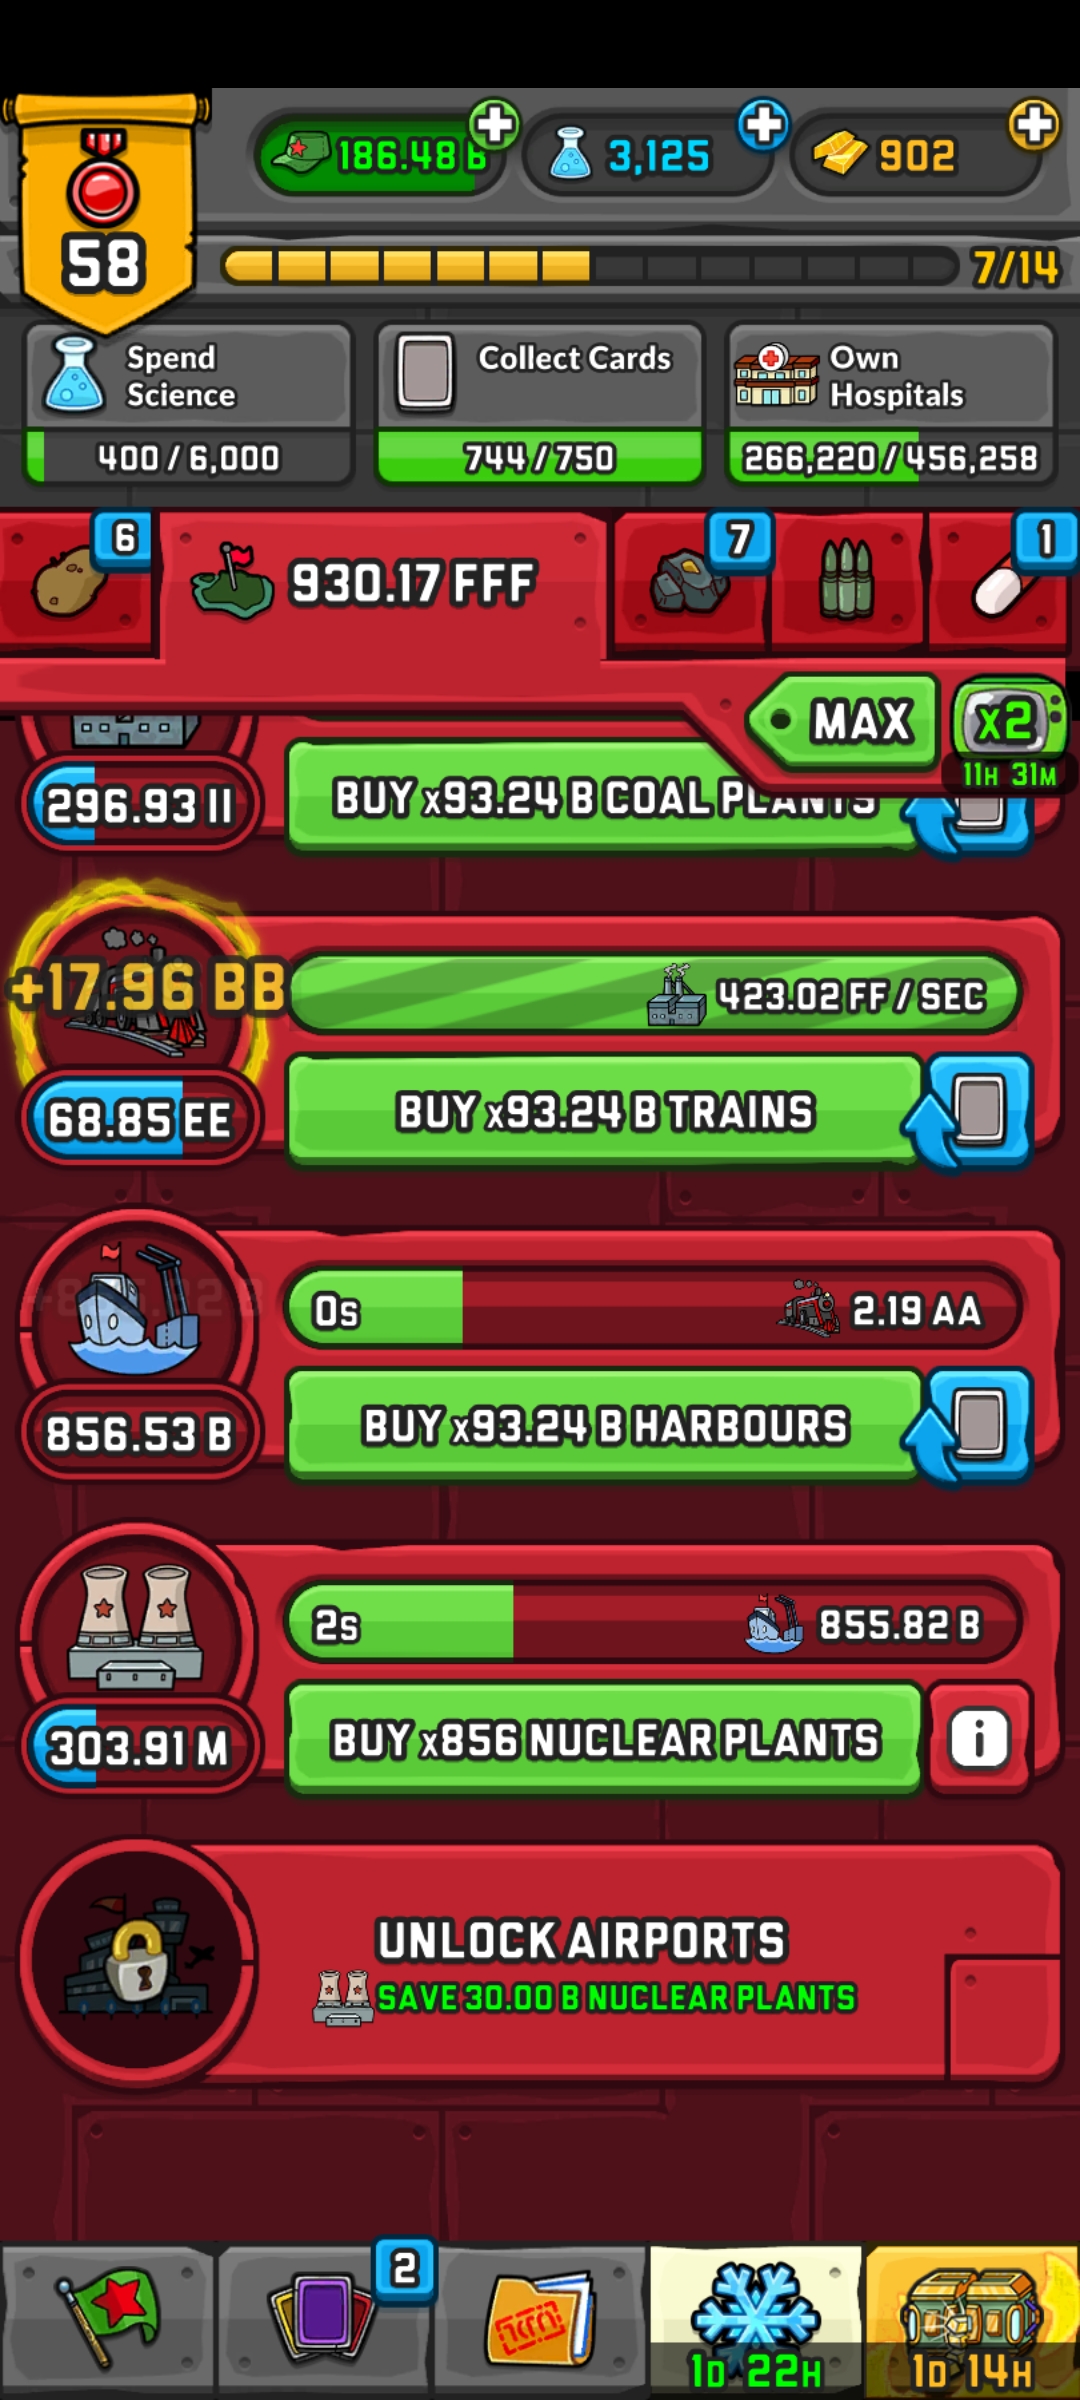 186.48 B
3,125
902
58
7/14
Spend
Science
Collect Cards
Own
Hospitals
400 / 6,000
744 / 750
266,220 / 456,258
6
930.17 FFF
7
1
MAX
x2
11H 31M
296.93 II
BUY x93.24 B COAL PLANTS
+17.96 BB
423.02 FF / SEC
68.85 EE
BUY x93.24 B TRAINS
0s
2.19 AA
856.53 B
BUY x93.24 B HARBOURS
2s
855.82 B
303.91 M
BUY x856 NUCLEAR PLANTS
i
UNLOCK AIRPORTS
SAVE 30.00 B NUCLEAR PLANTS
2
1D 22H
1D 14H